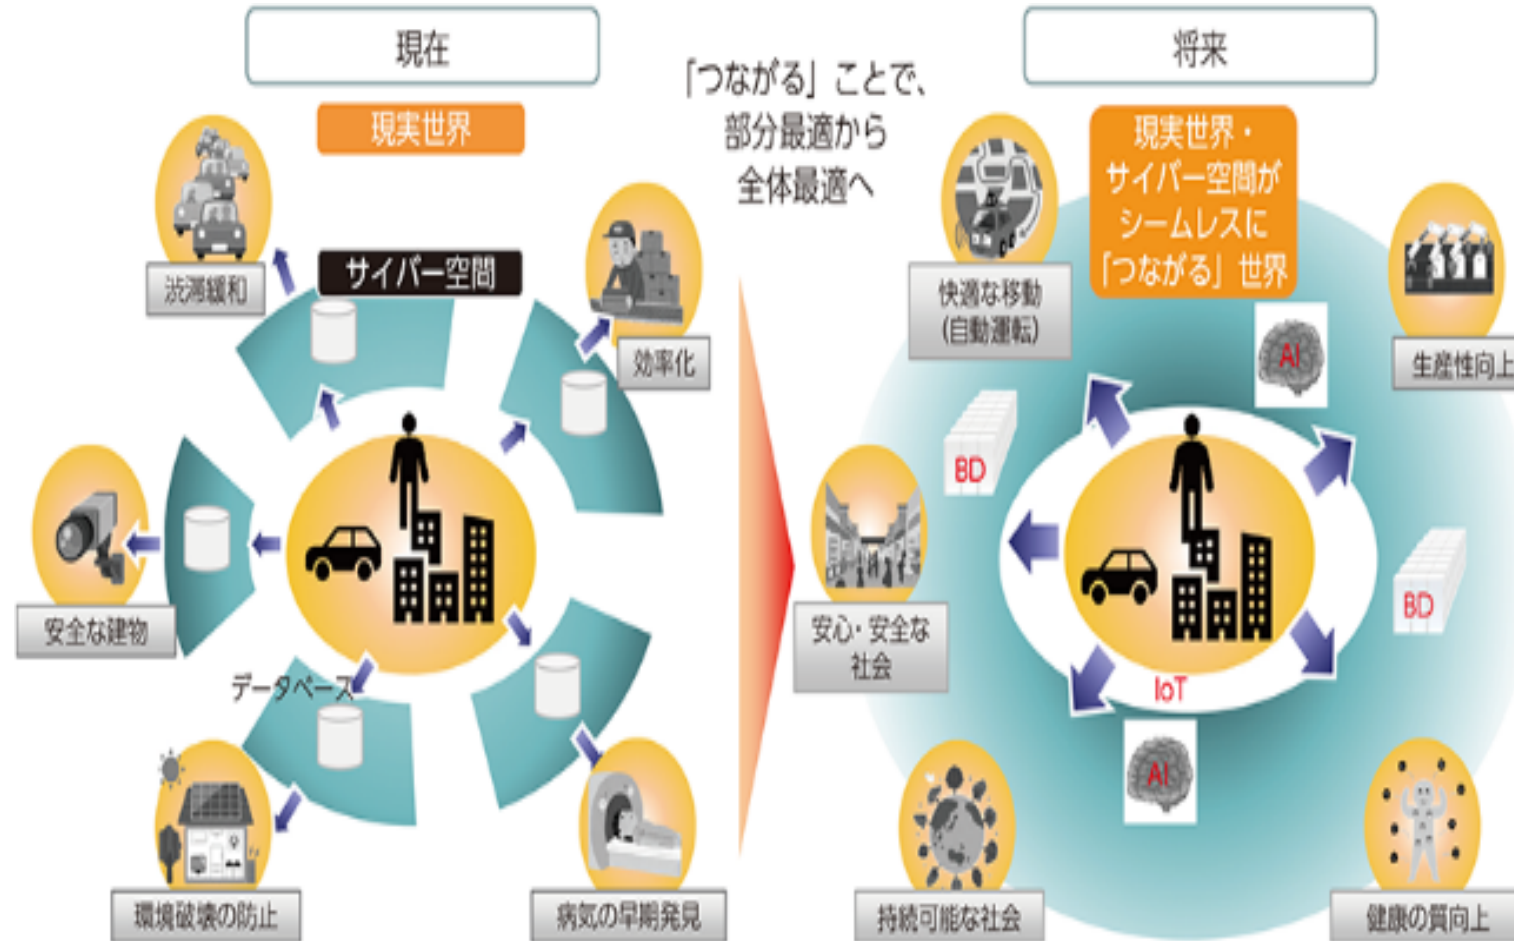 現在
現実世界
サイバー空間
渋滞緩和
効率化
安全な建物
データベース
環境破壊の防止
病気の早期発見
「つながる」ことで、
部分最適から
全体最適へ
将来
現実世界・
サイバー空間が
シームレスに
「つながる」世界
快適な移動
(自動運転)
AI
生産性向上
BD
安心・安全な
社会
BD
IoT
AI
持続可能な社会
健康の質向上